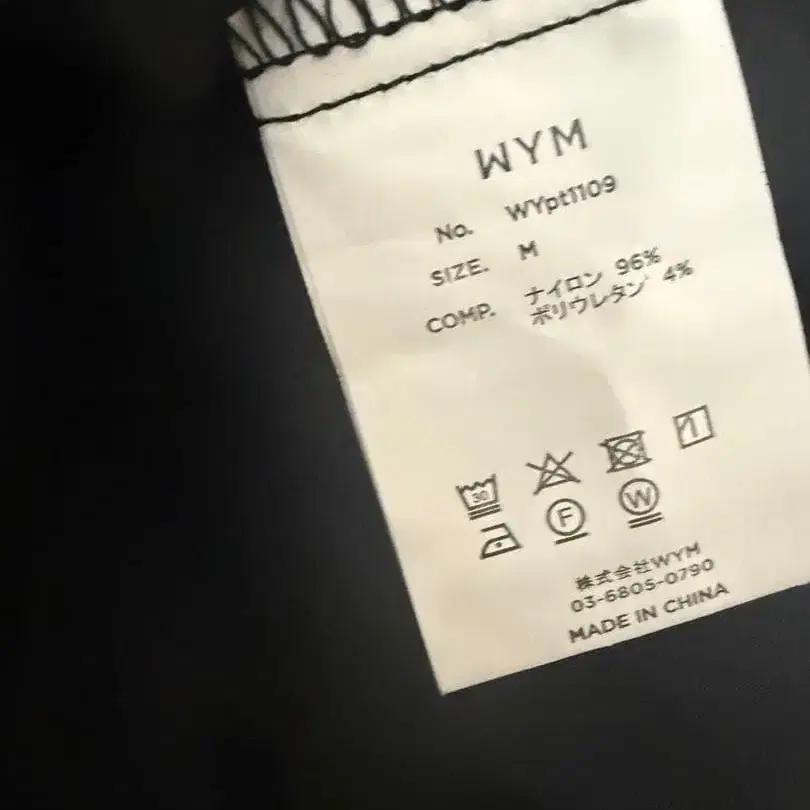 WYM
No. WYpt1109
SIZE. M
COMP. ナイロン 96%
ポリウレタン 4%
30
F W
株式会社WYM
03-6805-0790
MADE IN CHINA